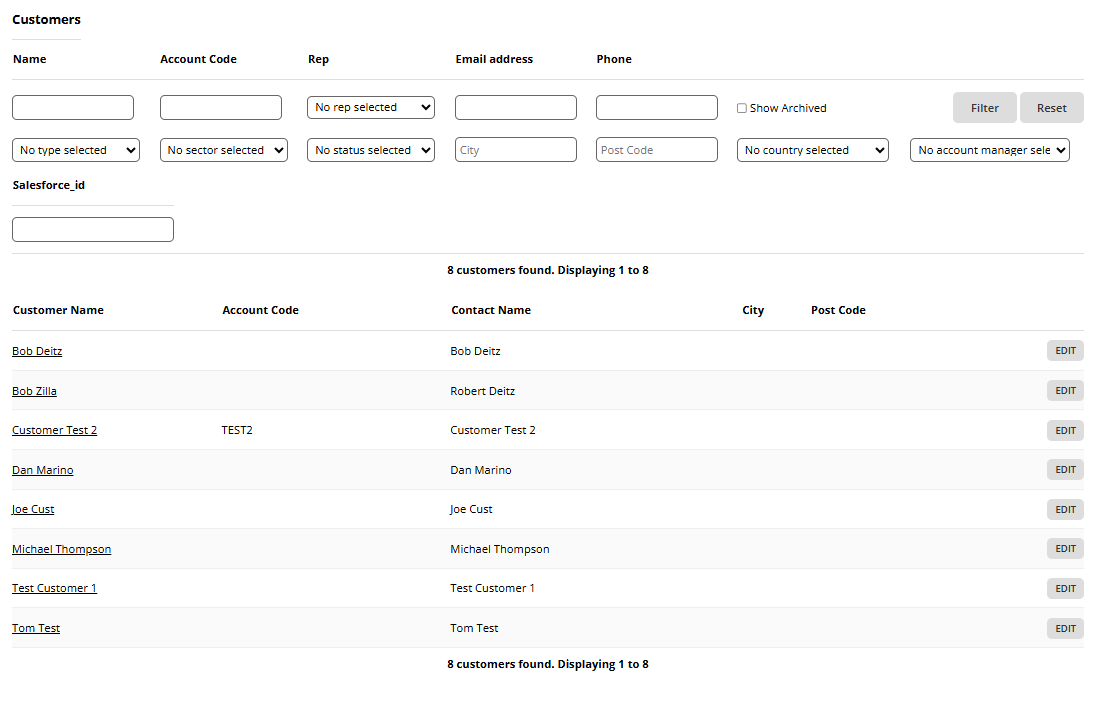 Customers
Name Account Code Rep Email address Phone
No rep selected Show Archived Filter Reset
No type selected No sector selected No status selected City Post Code No country selected No account manager sele
Salesforce_id
8 customers found. Displaying 1 to 8
Customer Name Account Code Contact Name City Post Code
Bob Deitz Bob Deitz EDIT
Bob Zilla Robert Deitz EDIT
Customer Test 2 TEST2 Customer Test 2 EDIT
Dan Marino Dan Marino EDIT
Joe Cust Joe Cust EDIT
Michael Thompson Michael Thompson EDIT
Test Customer 1 Test Customer 1 EDIT
Tom Test Tom Test EDIT
8 customers found. Displaying 1 to 8